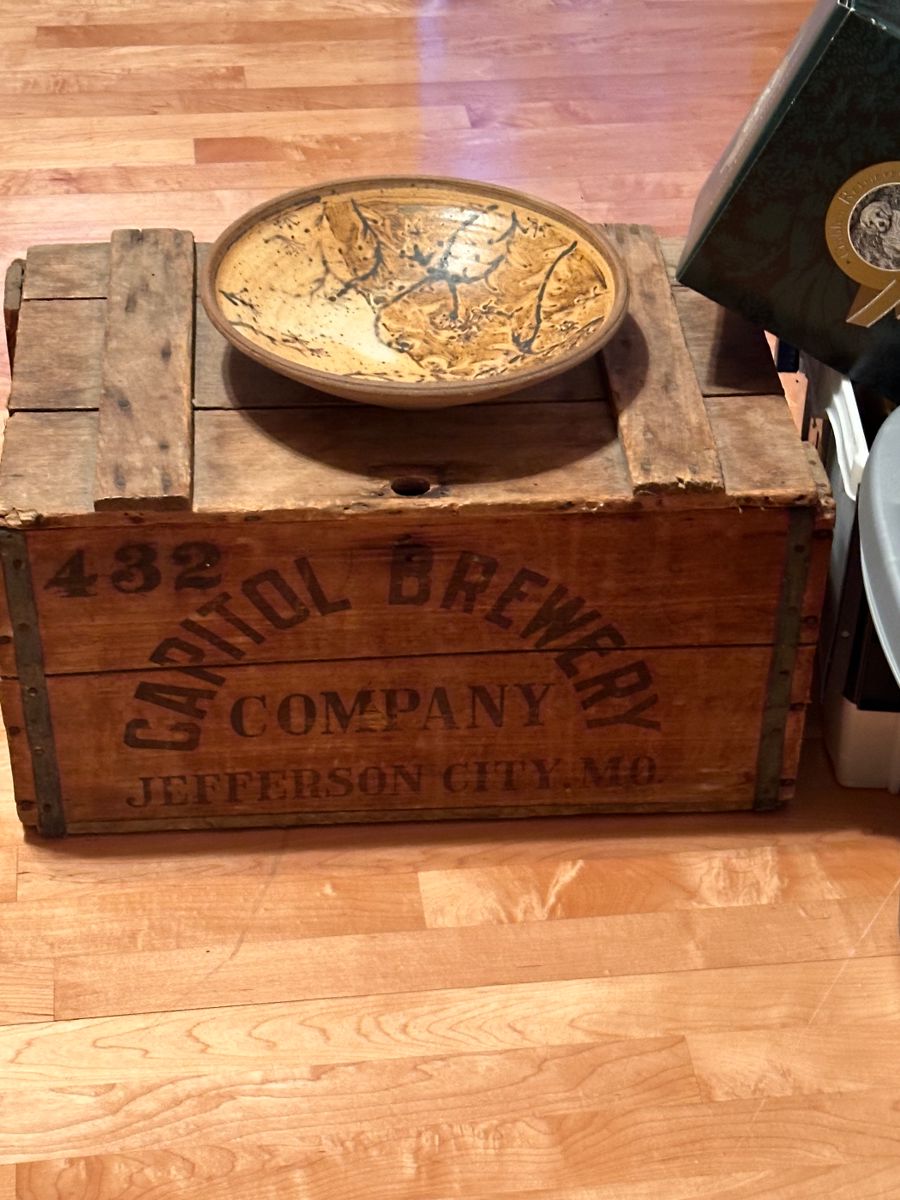 432
CAPITOL BREWERY
COMPANY
JEFFERSON CITY, MO.